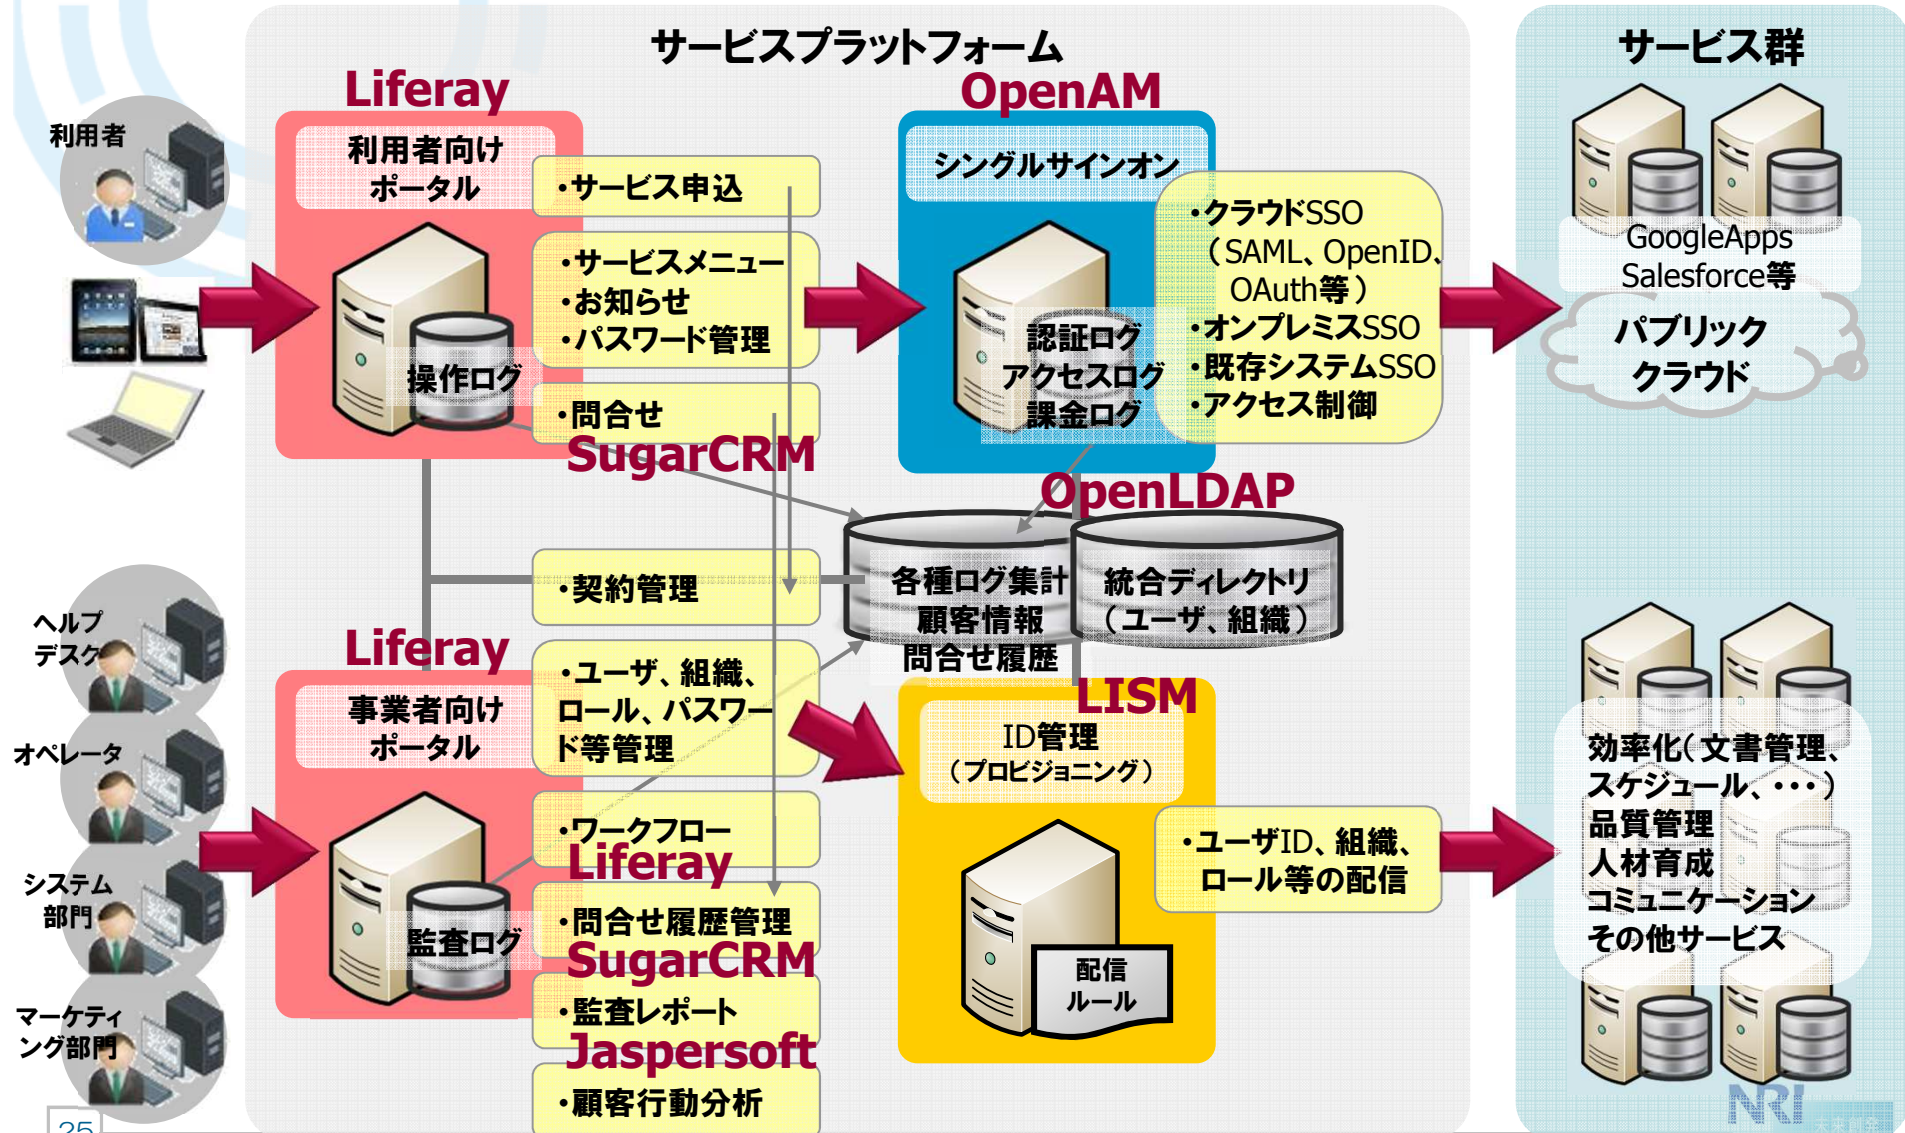 サービスプラットフォーム
サービス群
Liferay
OpenAM
利用者
利用者向け
ポータル
・サービス申込
・サービスメニュー
・お知らせ
・パスワード管理
操作ログ
・問合せ
SugarCRM
シングルサインオン
・クラウドSSO
（SAML、OpenID、
OAuth等）
・オンプレミスSSO
・既存システムSSO
・アクセス制御
認証ログ
アクセスログ
課金ログ
GoogleApps
Salesforce等
パブリック
クラウド
OpenLDAP
各種ログ集計
顧客情報
問合せ履歴
統合ディレクトリ
（ユーザ、組織）
・契約管理
ヘルプ
デスク
オペレータ
システム
部門
マーケティ
ング部門
Liferay
事業者向け
ポータル
・ユーザ、組織、
ロール、パスワー
ド等管理
・ワークフロー
Liferay
監査ログ
・問合せ履歴管理
SugarCRM
・監査レポート
Jaspersoft
・顧客行動分析
LISM
ID管理
（プロビジョニング）
・ユーザID、組織、
ロール等の配信
配信
ルール
効率化（文書管理、
スケジュール、・・・）
品質管理
人材育成
コミュニケーション
その他サービス
NRI
未来創発
25